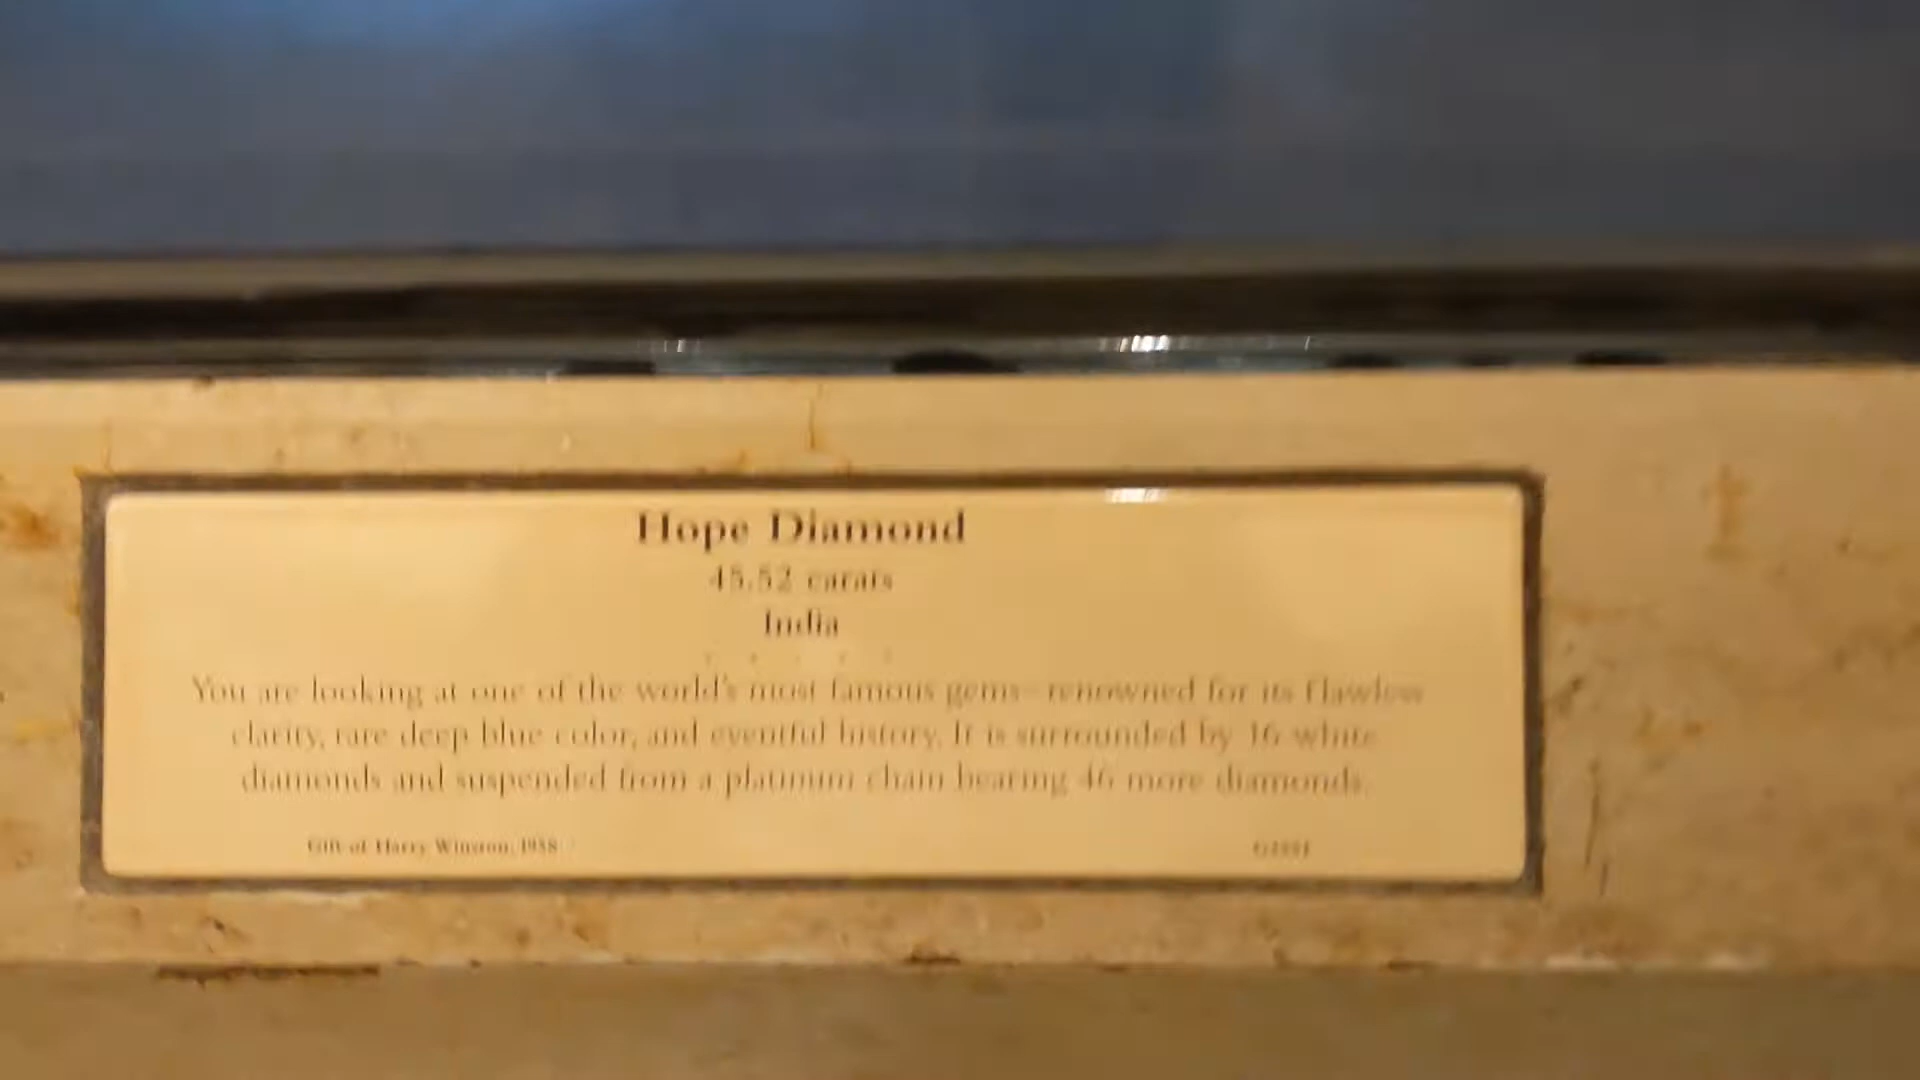 Hope Diamond
45.52 carats
India
You are looking at one of the world's most famous gems–renowned for its flawless
clarity, rare deep blue color, and eventful history. It is surrounded by 16 white
diamonds and suspended from a platinum chain bearing 46 more diamonds.
Gift of Harry Winston, 1958